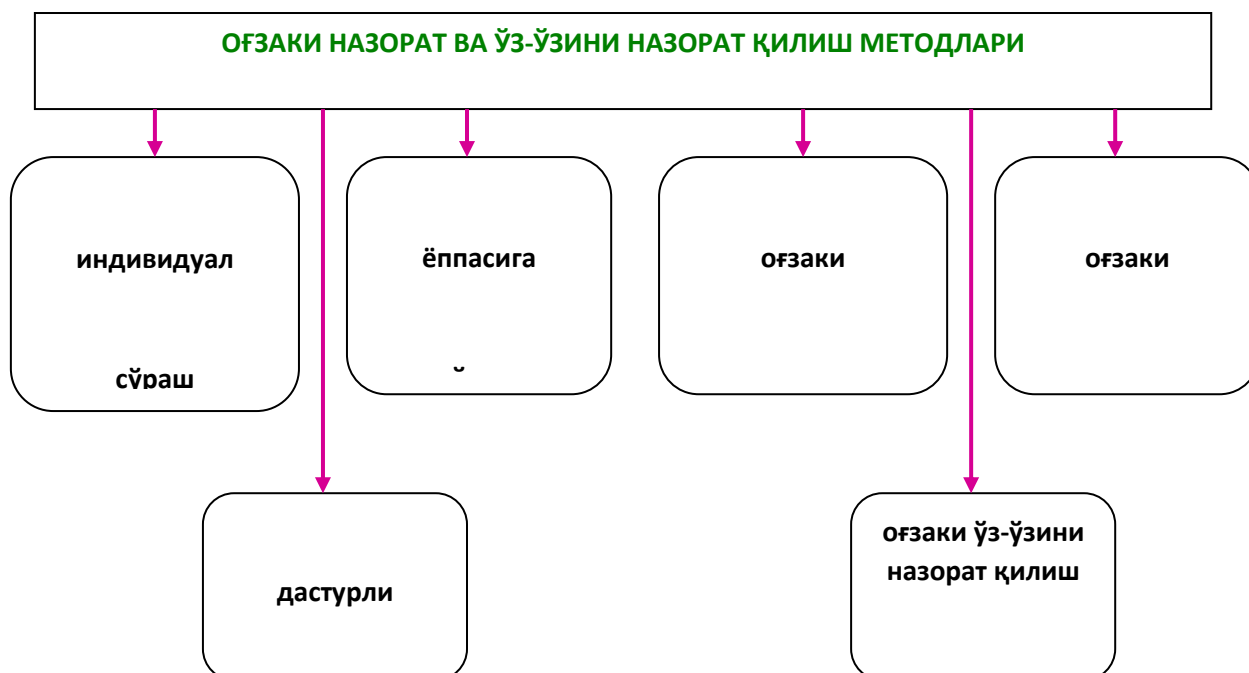 ОҒЗАКИ НАЗОРАТ ВА ЎЗ-ЎЗИНИ НАЗОРАТ ҚИЛИШ МЕТОДЛАРИ
индивидуал
сўраш
ёппасига
оғзаки
оғзаки
дастурли
оғзаки ўз-ўзини
назорат қилиш